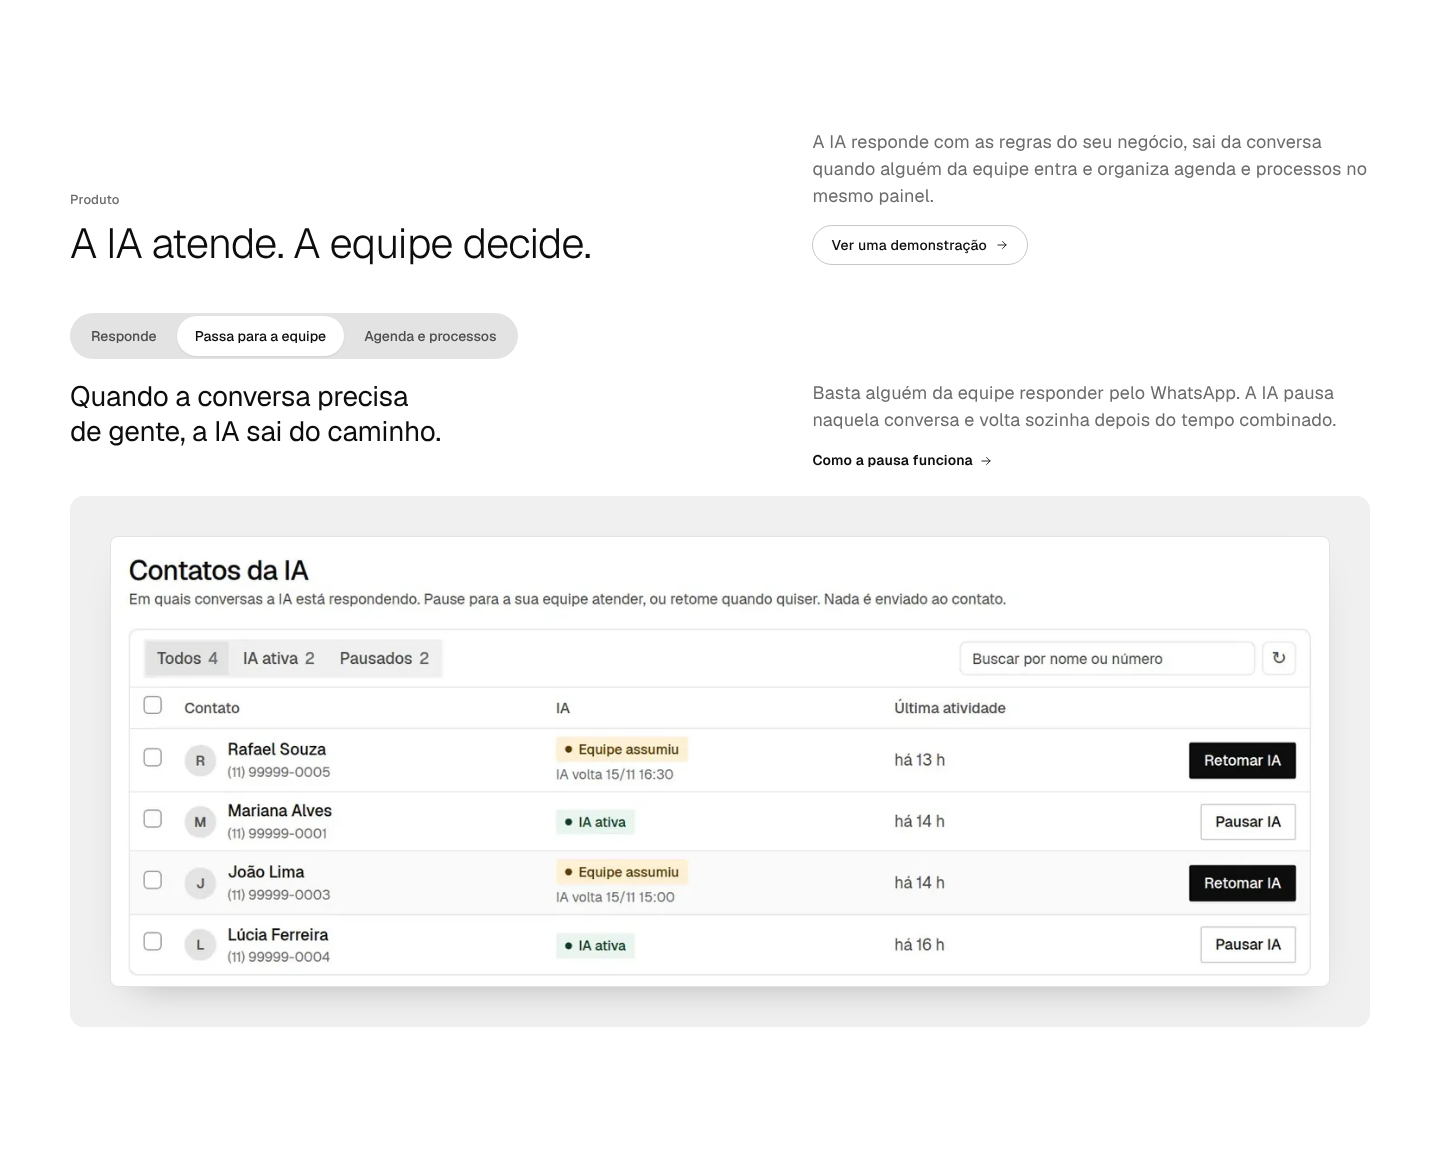 Produto
A IA atende. A equipe decide.
A IA responde com as regras do seu negócio, sai da conversa
quando alguém da equipe entra e organiza agenda e processos no
mesmo painel.
Ver uma demonstração →
Responde
Passa para a equipe
Agenda e processos
Quando a conversa precisa
de gente, a IA sai do caminho.
Basta alguém da equipe responder pelo WhatsApp. A IA pausa
naquela conversa e volta sozinha depois do tempo combinado.
Como a pausa funciona →
Contatos da IA
Em quais conversas a IA está respondendo. Pause para a sua equipe atender, ou retome quando quiser. Nada é enviado ao contato.
Todos 4 IA ativa 2 Pausados 2
Buscar por nome ou número ↻
Contato IA Última atividade
R Rafael Souza
(11) 99999-0005
Equipe assumiu
IA volta 15/11 16:30
há 13 h
Retomar IA
M Mariana Alves
(11) 99999-0001
IA ativa
há 14 h
Pausar IA
J João Lima
(11) 99999-0003
Equipe assumiu
IA volta 15/11 15:00
há 14 h
Retomar IA
L Lúcia Ferreira
(11) 99999-0004
IA ativa
há 16 h
Pausar IA